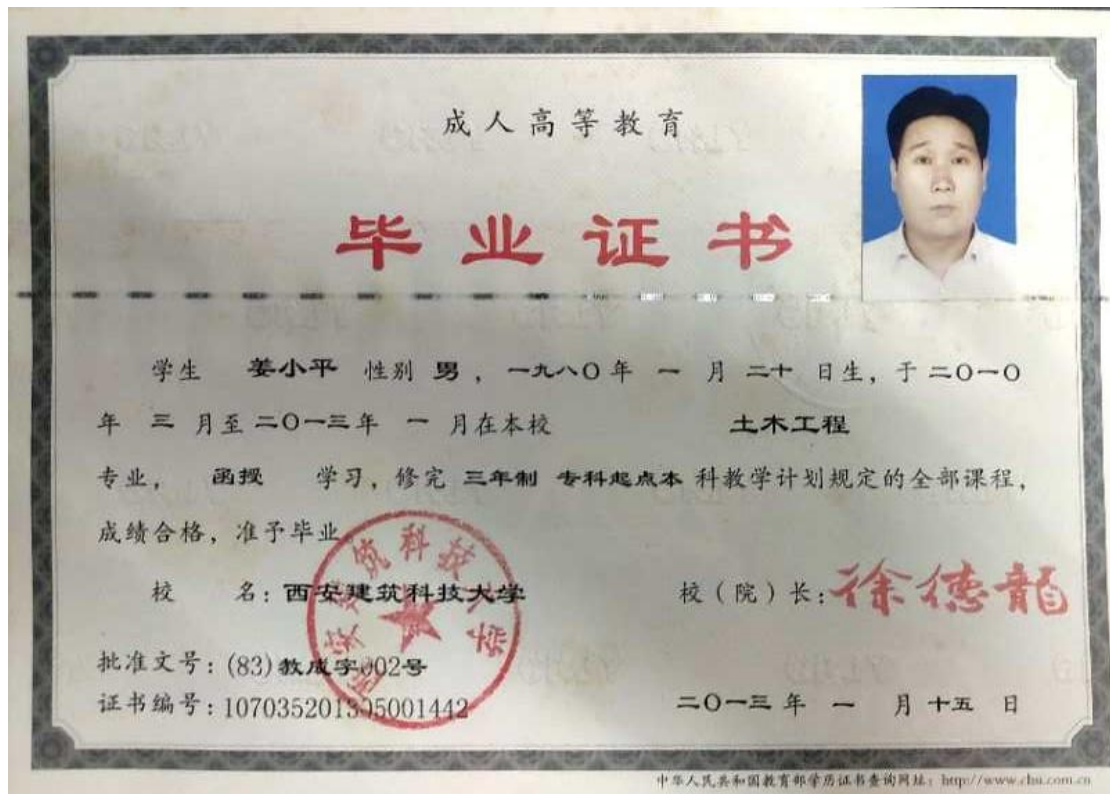 成人高等教育
毕业证书
学生 姜小平 性别 男，一九八〇年 一 月 二十 日生，于 二〇一〇
年 三 月至 二〇一三年 一 月在本校 土木工程
专业， 函授 学习，修完 三年制 专科起点本 科教学计划规定的全部课程，
成绩合格，准予毕业。
校 名：西安建筑科技大学
校（院）长：徐德龍
批准文号：(83)教成字002号
证书编号：107035201305001442
二〇一三 年 一 月 十五 日
西安建筑科技大学
中华人民共和国教育部学历证书查询网址：http://www.chsi.com.cn